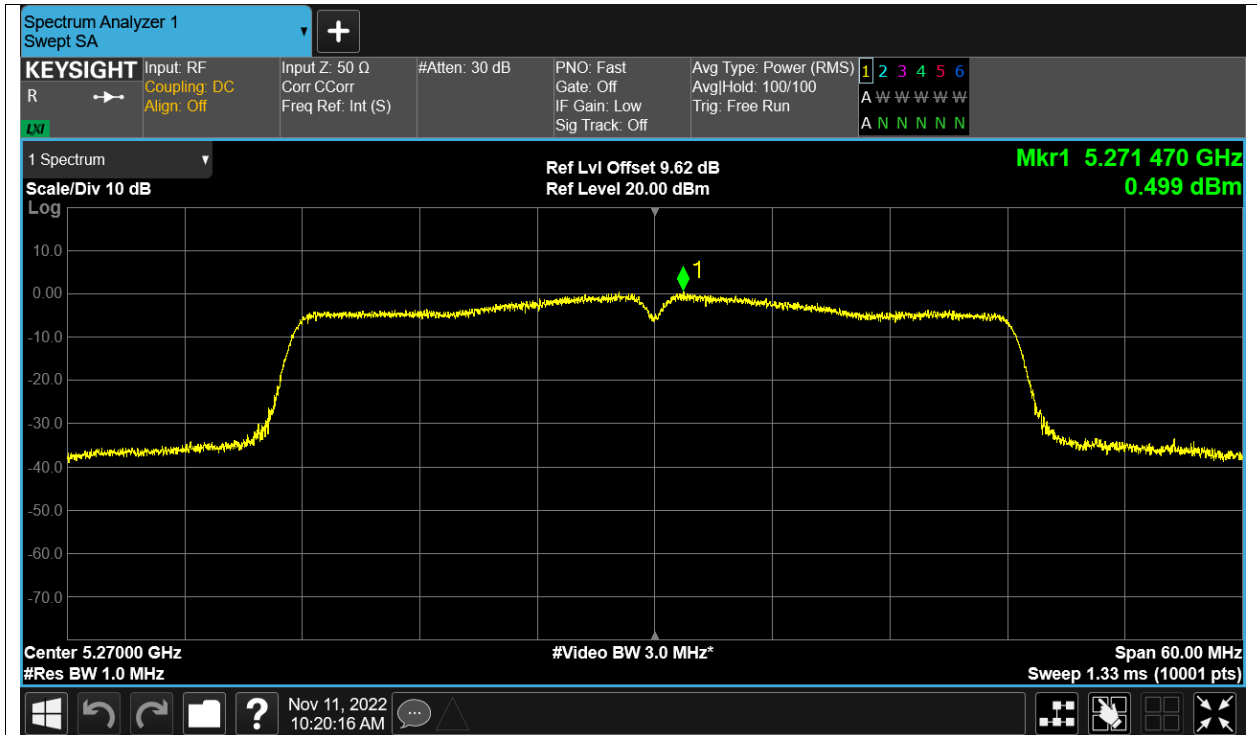 Spectrum Analyzer 1
Swept SA
+
KEYSIGHT
R
LXI
Input: RF
Coupling: DC
Align: Off
Input Z: 50 Ω
Corr CCorr
Freq Ref: Int (S)
#Atten: 30 dB
PNO: Fast
Gate: Off
IF Gain: Low
Sig Track: Off
Avg Type: Power (RMS)
Avg|Hold: 100/100
Trig: Free Run
1 2 3 4 5 6
A W W W W W
A N N N N N
1 Spectrum
Ref Lvl Offset 9.62 dB
Mkr1 5.271 470 GHz
Scale/Div 10 dB
Ref Level 20.00 dBm
0.499 dBm
Log
10.0
0.00
-10.0
-20.0
-30.0
-40.0
-50.0
-60.0
-70.0
1
Center 5.27000 GHz
#Video BW 3.0 MHz*
Span 60.00 MHz
#Res BW 1.0 MHz
Sweep 1.33 ms (10001 pts)
?
Nov 11, 2022
10:20:16 AM